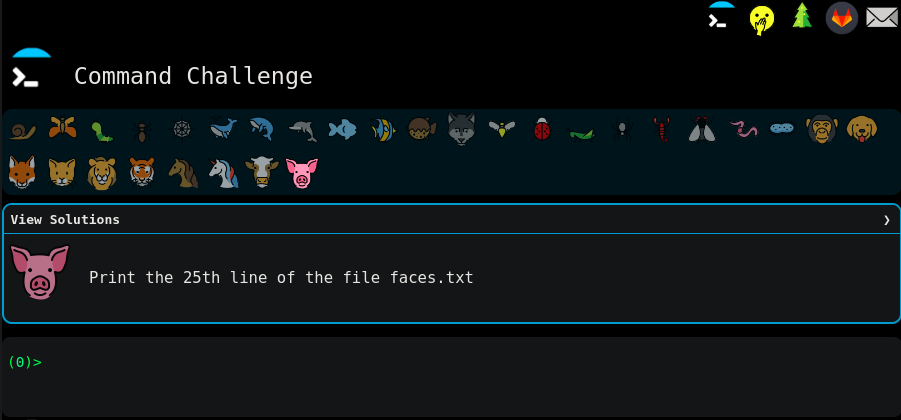 Command Challenge
View Solutions
Print the 25th line of the file faces.txt
(0)>